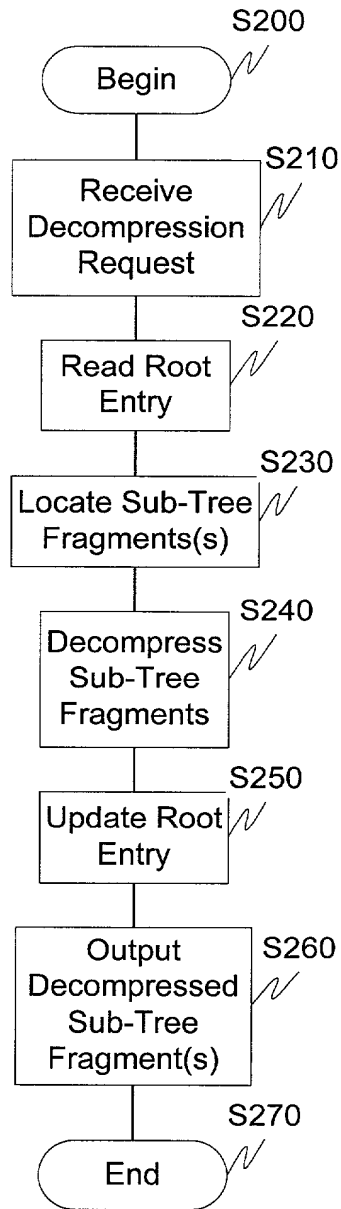 S200
Begin
S210
Receive
Decompression
Request
S220
Read Root
Entry
S230
Locate Sub-Tree
Fragments(s)
S240
Decompress
Sub-Tree
Fragments
S250
Update Root
Entry
S260
Output
Decompressed
Sub-Tree
Fragment(s)
S270
End